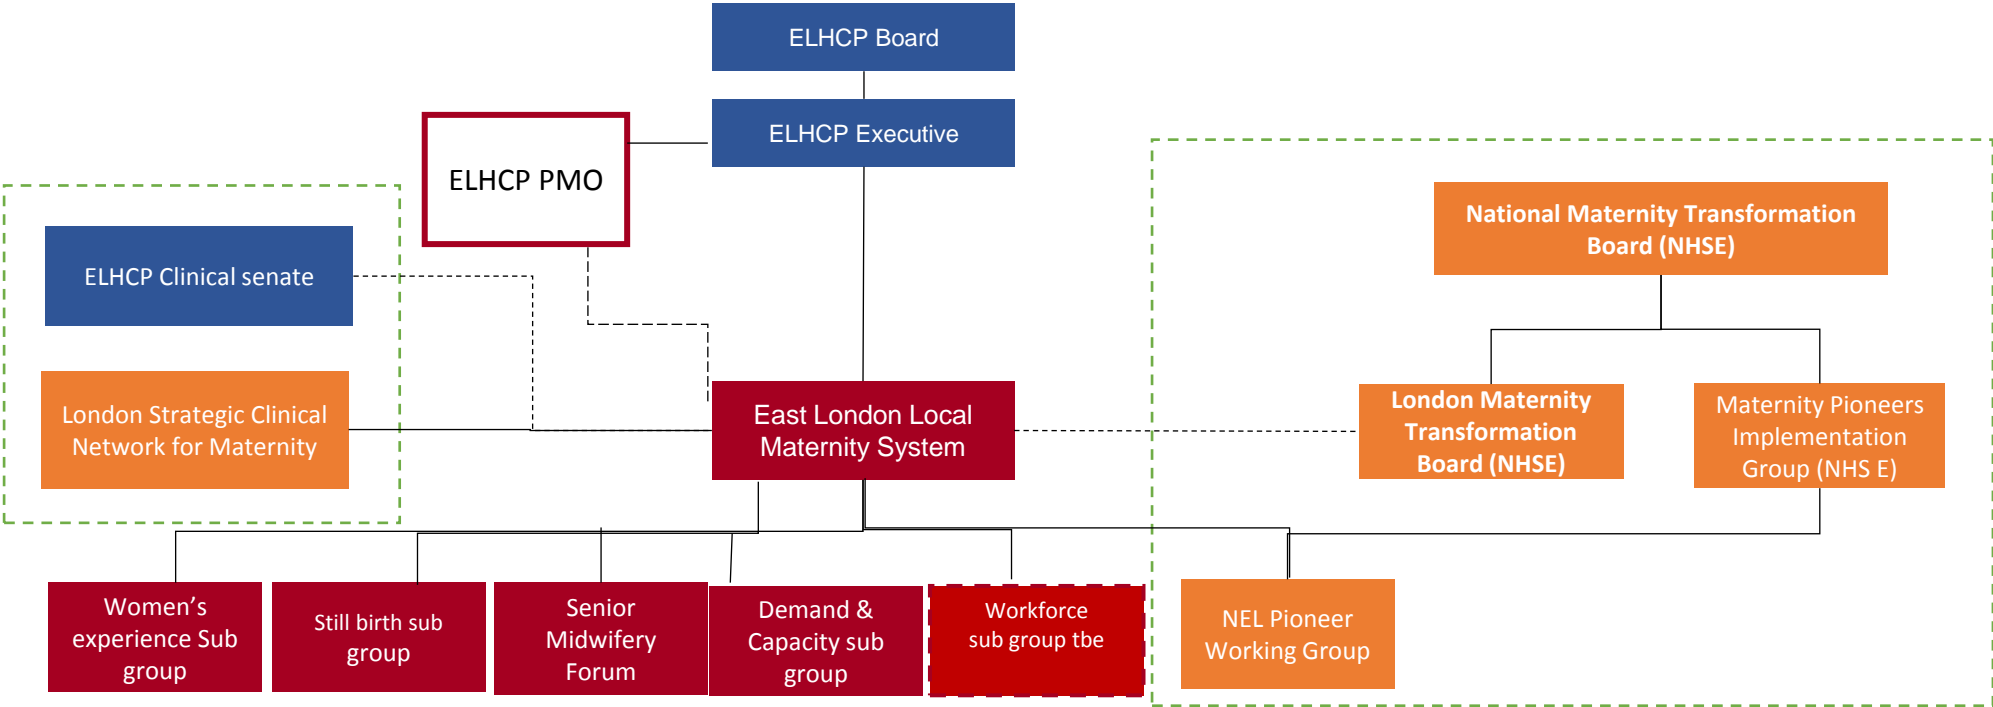 ELHCP Board
ELHCP Executive
ELHCP PMO
ELHCP Clinical senate
London Strategic Clinical
Network for Maternity
East London Local
Maternity System
National Maternity Transformation
Board (NHSE)
London Maternity
Transformation
Board (NHSE)
Maternity Pioneers
Implementation
Group (NHS E)
Women’s
experience Sub
group
Still birth sub
group
Senior
Midwifery
Forum
Demand &
Capacity sub
group
Workforce
sub group tbe
NEL Pioneer
Working Group